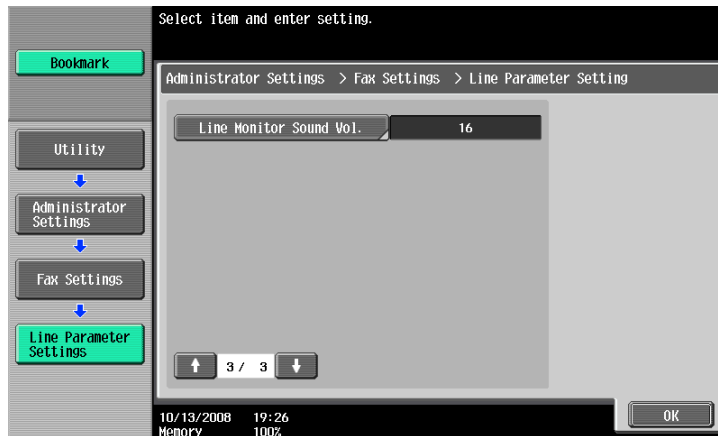 Select item and enter setting.
Bookmark
Administrator Settings > Fax Settings > Line Parameter Setting
Line Monitor Sound Vol.
16
Utility
Administrator
Settings
Fax Settings
Line Parameter
Settings
3/ 3
10/13/2008 19:26
Memory 100%
OK